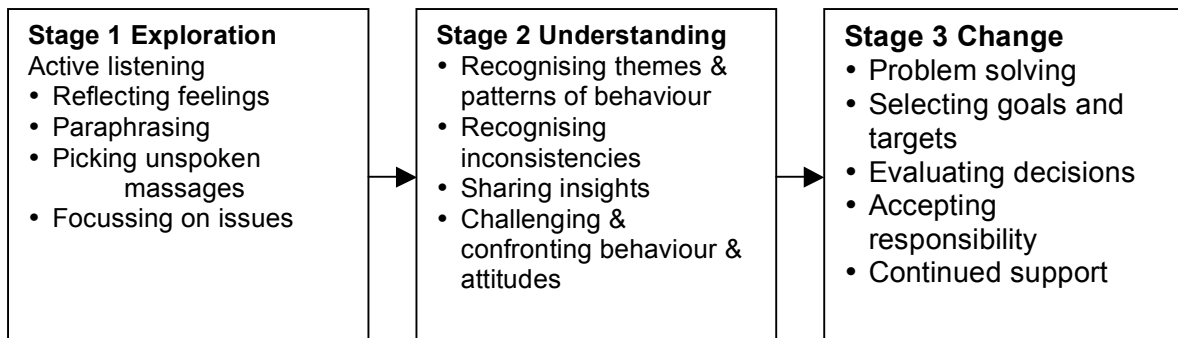 Stage 1 Exploration
Active listening
• Reflecting feelings
• Paraphrasing
• Picking unspoken
massages
• Focussing on issues
Stage 2 Understanding
• Recognising themes &
patterns of behaviour
• Recognising
inconsistencies
• Sharing insights
• Challenging &
confronting behaviour &
attitudes
Stage 3 Change
• Problem solving
• Selecting goals and
targets
• Evaluating decisions
• Accepting
responsibility
• Continued support